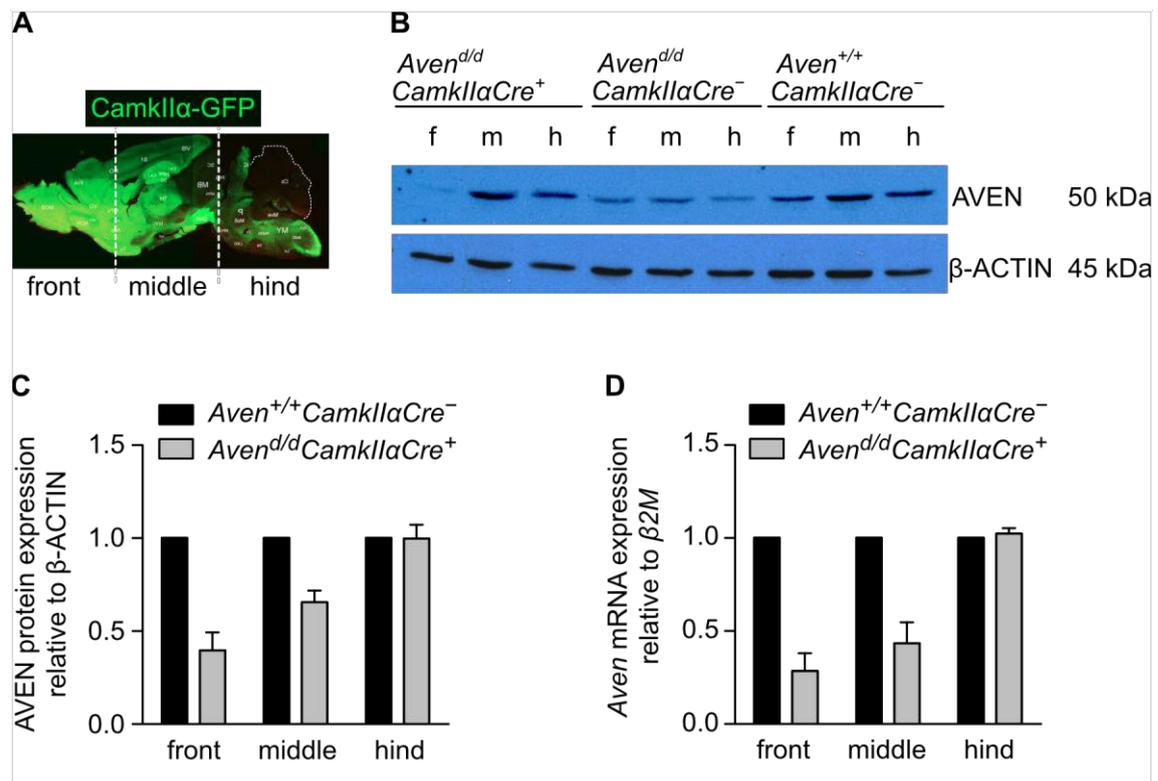 A
CamkIIα-GFP
front middle hind
B
Aven^d/d CamkIIαCre^+
Aven^d/d CamkIIαCre^−
Aven^+/+ CamkIIαCre^−
f m h f m h f m h
AVEN 50 kDa
β-ACTIN 45 kDa
C
Aven^+/+CamkIIαCre^−
Aven^d/dCamkIIαCre^+
AVEN protein expression
relative to β-ACTIN
1.5
1.0
0.5
0.0
front middle hind
D
Aven^+/+CamkIIαCre^−
Aven^d/dCamkIIαCre^+
Aven mRNA expression
relative to β2M
1.5
1.0
0.5
0.0
front middle hind